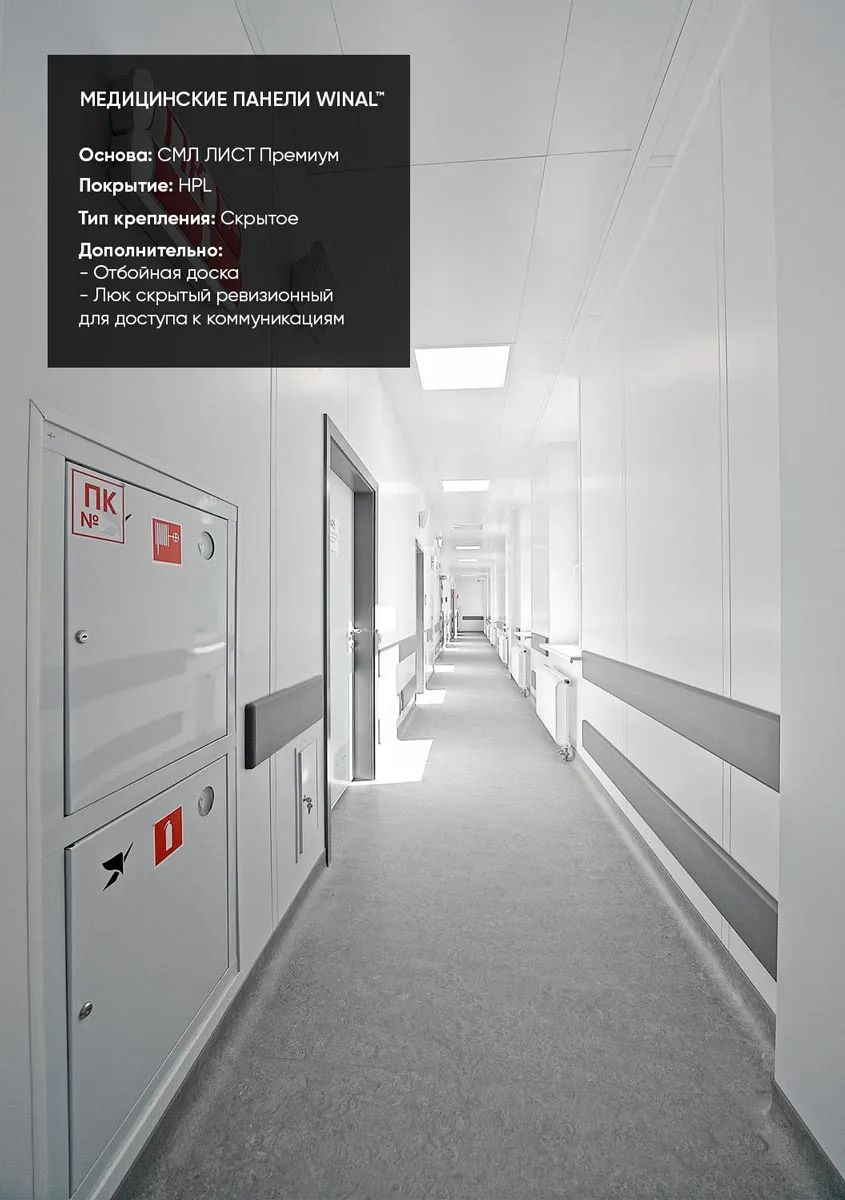 МЕДИЦИНСКИЕ ПАНЕЛИ WINAL™
Основа: СМЛ ЛИСТ Премиум
Покрытие: HPL
Тип крепления: Скрытое
Дополнительно:
- Отбойная доска
- Люк скрытый ревизионный
для доступа к коммуникациям
ПК
№